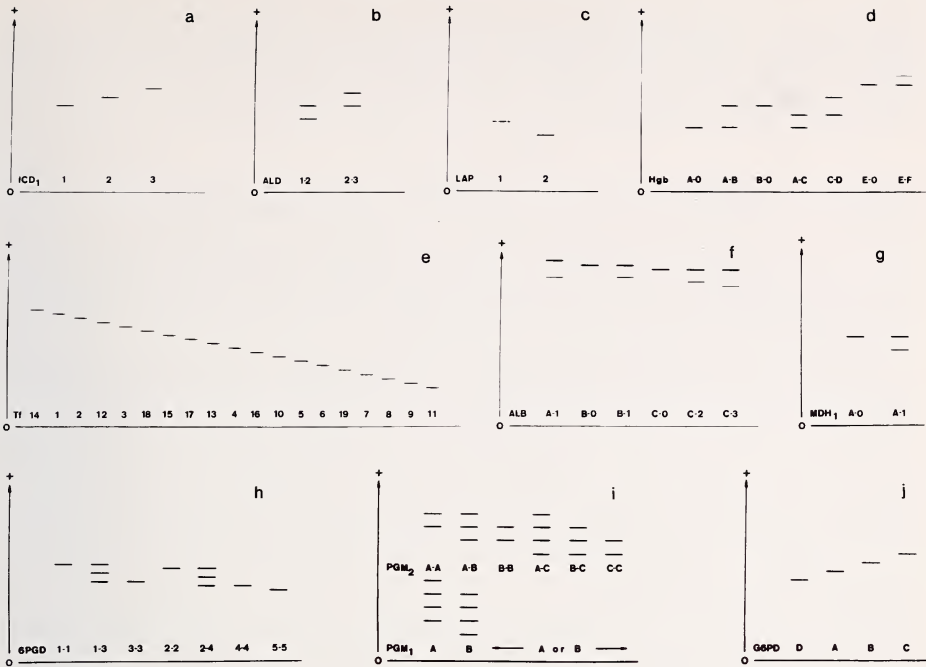 a
+
ICD1 1 2 3
O
b
+
ALD 1-2 2-3
O
c
+
LAP 1 2
O
d
+
Hgb A-O A-B B-O A-C C-D E-O E-F
O
e
+
Tf 14 1 2 12 3 18 15 17 13 4 16 10 5 6 19 7 8 9 11
O
f
+
ALB A-1 B-O B-1 C-O C-2 C-3
O
g
+
MDH1 A-O A-1
O
h
+
6PGD 1-1 1-3 3-3 2-2 2-4 4-4 5-5
O
i
+
PGM2 A-A A-B B-B A-C B-C C-C
PGM1 A B ← A or B →
O
j
+
G6PD D A B C
O